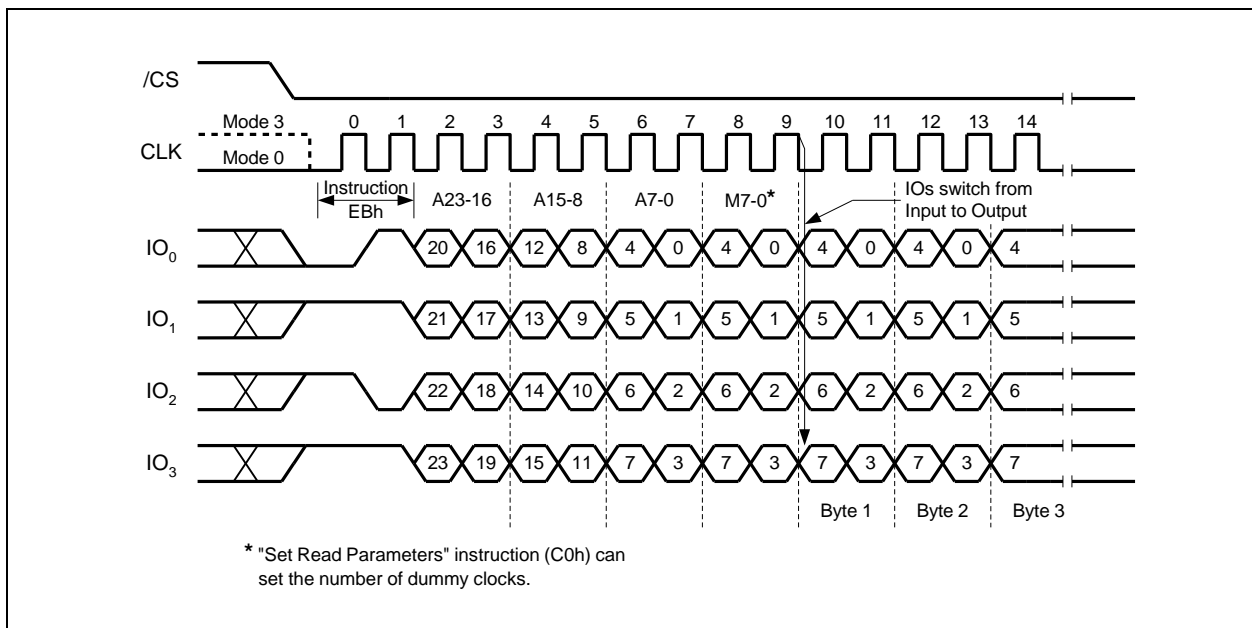 /CS
Mode 3
0 1 2 3 4 5 6 7 8 9 10 11 12 13 14
CLK
Mode 0
Instruction
EBh
A23-16 A15-8 A7-0 M7-0*
IOs switch from
Input to Output
IO0 20 16 12 8 4 0 4 0 4 0 4 0 4
IO1 21 17 13 9 5 1 5 1 5 1 5 1 5
IO2 22 18 14 10 6 2 6 2 6 2 6 2 6
IO3 23 19 15 11 7 3 7 3 7 3 7 3 7
Byte 1 Byte 2 Byte 3
* "Set Read Parameters" instruction (C0h) can
set the number of dummy clocks.